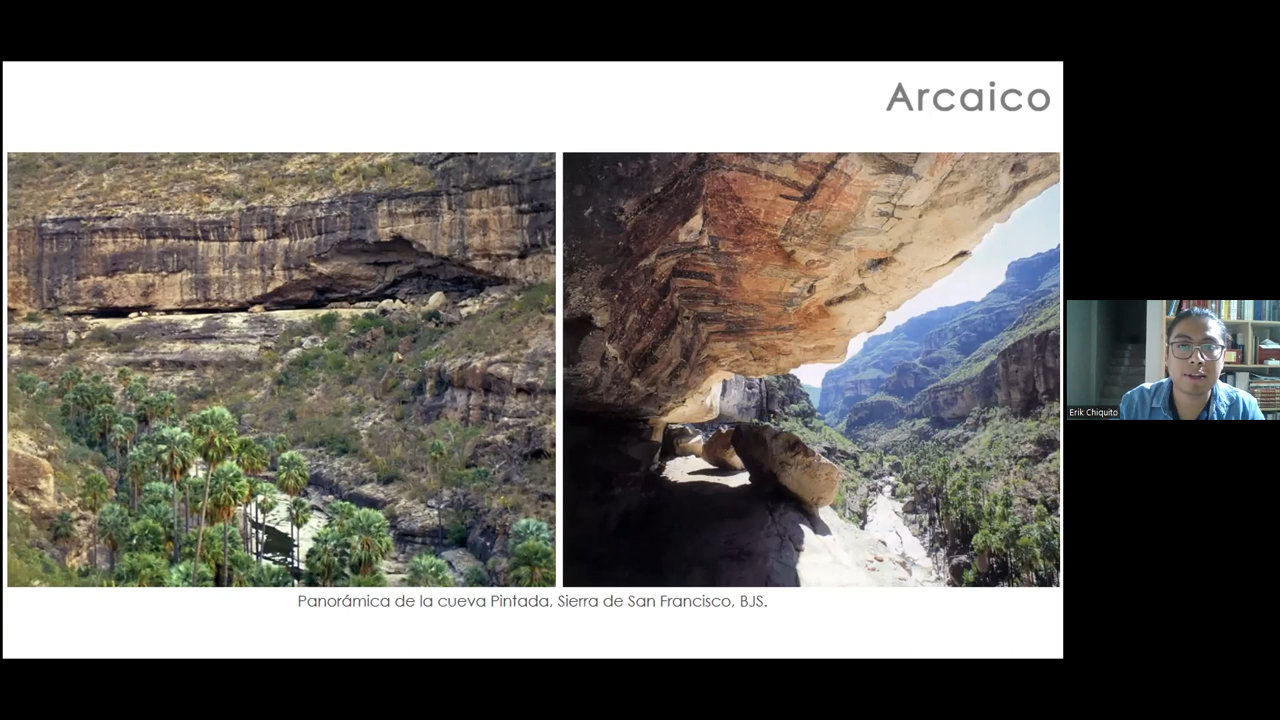 Arcaico
Panorámica de la cueva Pintada, Sierra de San Francisco, BJS.
Erik Chiquito